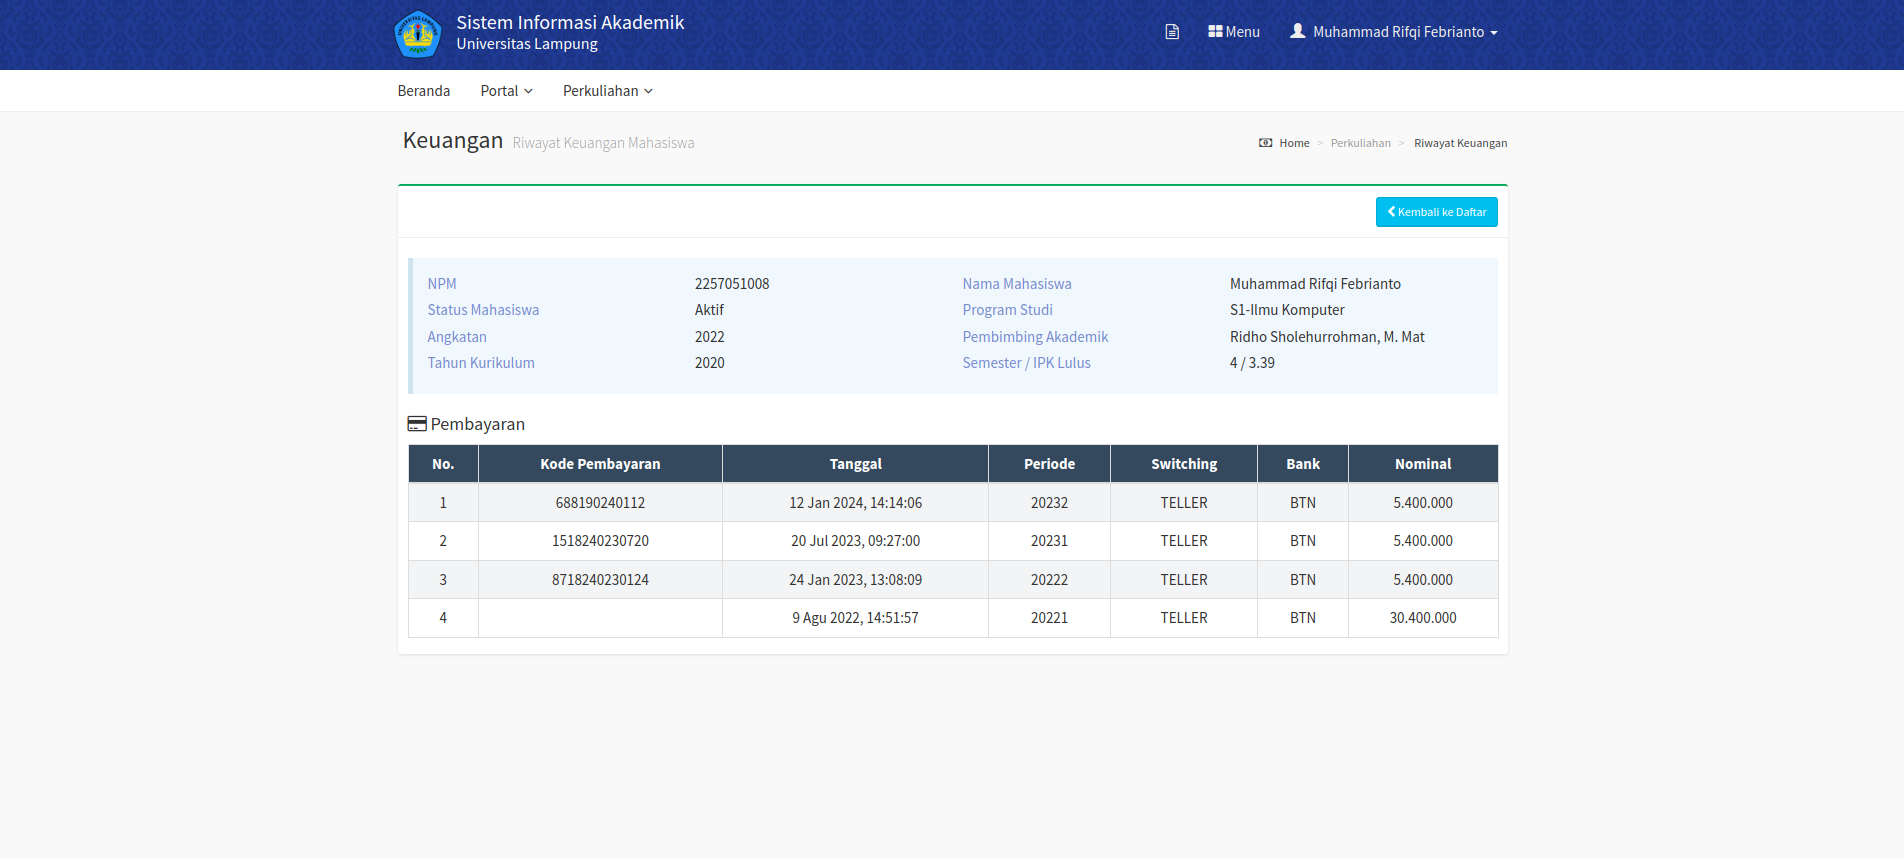 Sistem Informasi Akademik
Universitas Lampung
Menu
Muhammad Rifqi Febrianto
Beranda Portal Perkuliahan
Keuangan Riwayat Keuangan Mahasiswa
Home > Perkuliahan > Riwayat Keuangan
Kembali ke Daftar
NPM 2257051008 Nama Mahasiswa Muhammad Rifqi Febrianto
Status Mahasiswa Aktif Program Studi S1-Ilmu Komputer
Angkatan 2022 Pembimbing Akademik Ridho Sholehurrohman, M. Mat
Tahun Kurikulum 2020 Semester / IPK Lulus 4 / 3.39
Pembayaran
No. Kode Pembayaran Tanggal Periode Switching Bank Nominal
1 688190240112 12 Jan 2024, 14:14:06 20232 TELLER BTN 5.400.000
2 1518240230720 20 Jul 2023, 09:27:00 20231 TELLER BTN 5.400.000
3 8718240230124 24 Jan 2023, 13:08:09 20222 TELLER BTN 5.400.000
4 9 Agu 2022, 14:51:57 20221 TELLER BTN 30.400.000